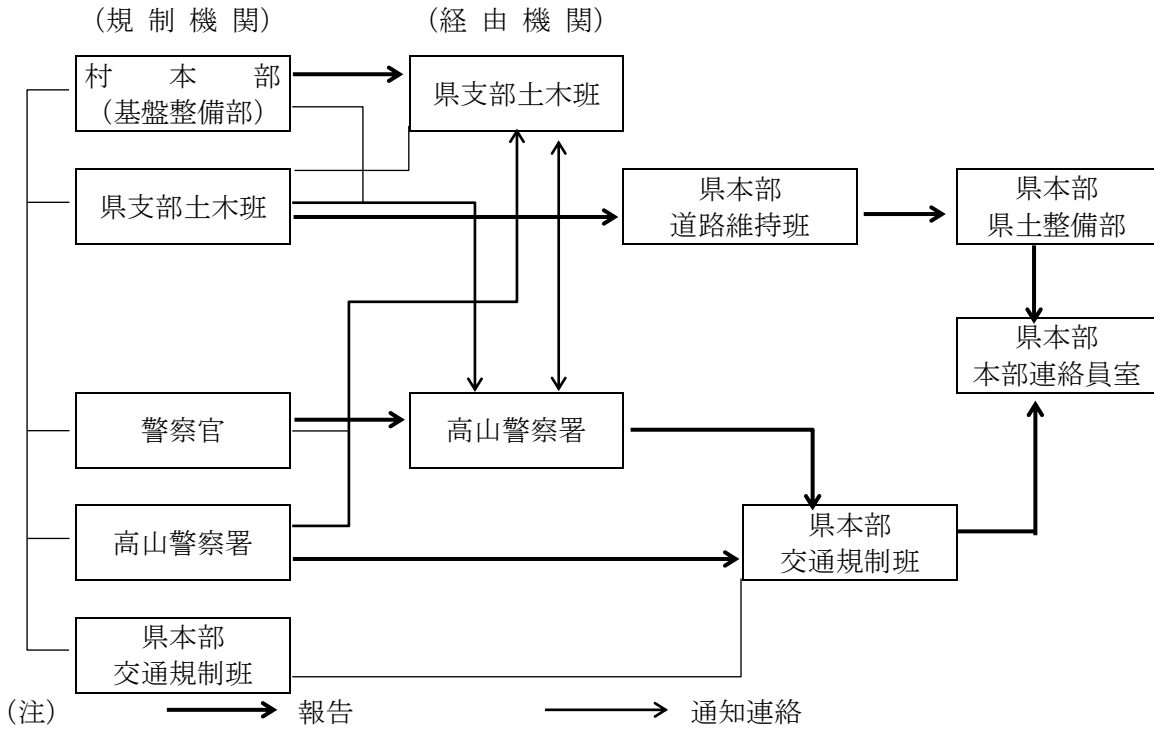 (規 制 機 関)
(経 由 機 関)
村 本 部
(基盤整備部)
県支部土木班
県支部土木班
県本部
道路維持班
県本部
県土整備部
県本部
本部連絡員室
警察官
高山警察署
高山警察署
県本部
交通規制班
県本部
交通規制班
(注)
報告
通知連絡